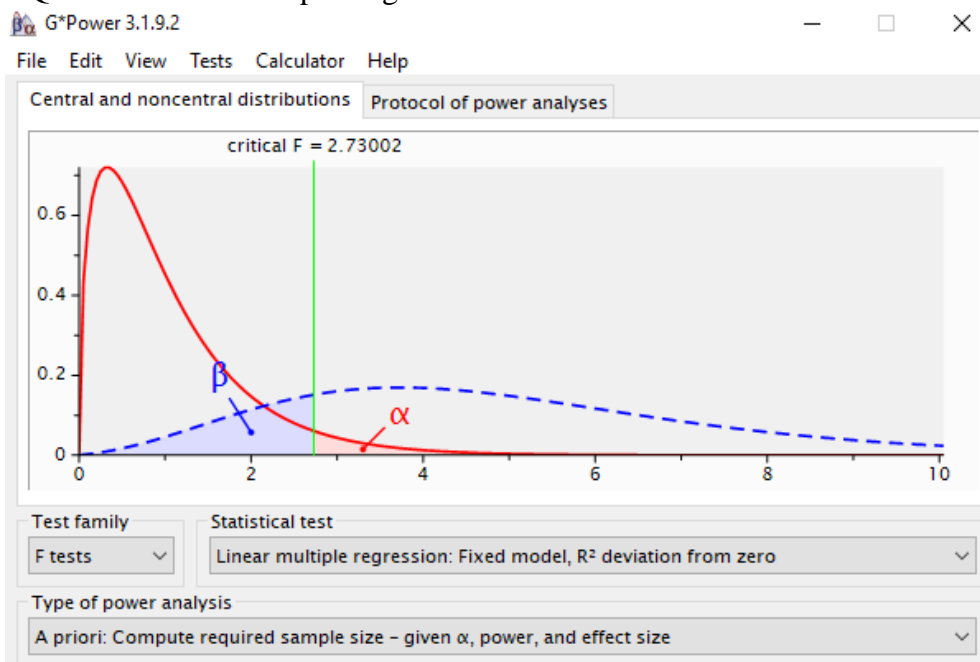 G*Power 3.1.9.2
File Edit View Tests Calculator Help
Central and noncentral distributions Protocol of power analyses
critical F = 2.73002
0.6
0.4
0.2
0
β
α
0 2 4 6 8 10
Test family Statistical test
F tests Linear multiple regression: Fixed model, R² deviation from zero
Type of power analysis
A priori: Compute required sample size – given α, power, and effect size